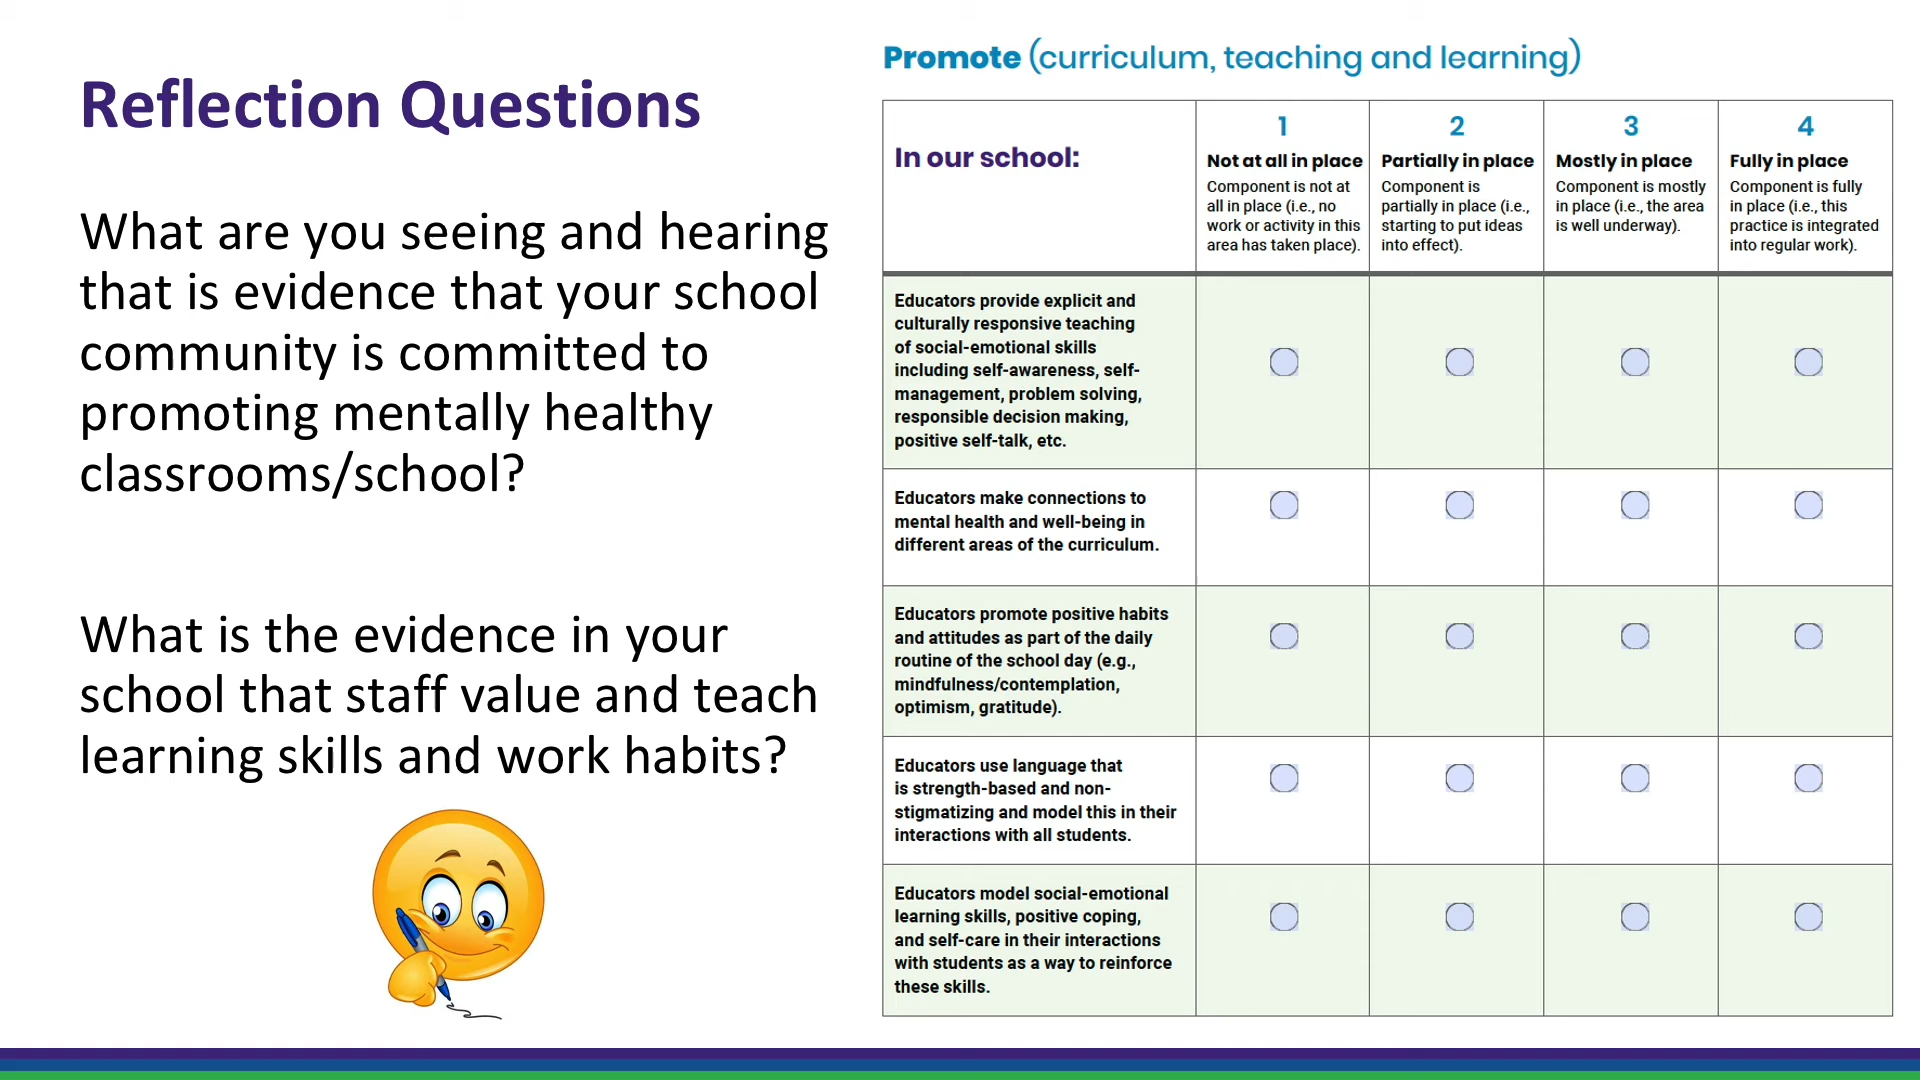 Reflection Questions
What are you seeing and hearing
that is evidence that your school
community is committed to
promoting mentally healthy
classrooms/school?
What is the evidence in your
school that staff value and teach
learning skills and work habits?
Promote (curriculum, teaching and learning)
In our school:
1
Not at all in place
Component is not at
all in place (i.e., no
work or activity in this
area has taken place).
2
Partially in place
Component is
partially in place (i.e.,
starting to put ideas
into effect).
3
Mostly in place
Component is mostly
in place (i.e., the area
is well underway).
4
Fully in place
Component is fully
in place (i.e., this
practice is integrated
into regular work).
Educators provide explicit and
culturally responsive teaching
of social-emotional skills
including self-awareness, self-
management, problem solving,
responsible decision making,
positive self-talk, etc.
Educators make connections to
mental health and well-being in
different areas of the curriculum.
Educators promote positive habits
and attitudes as part of the daily
routine of the school day (e.g.,
mindfulness/contemplation,
optimism, gratitude).
Educators use language that
is strength-based and non-
stigmatizing and model this in their
interactions with all students.
Educators model social-emotional
learning skills, positive coping,
and self-care in their interactions
with students as a way to reinforce
these skills.